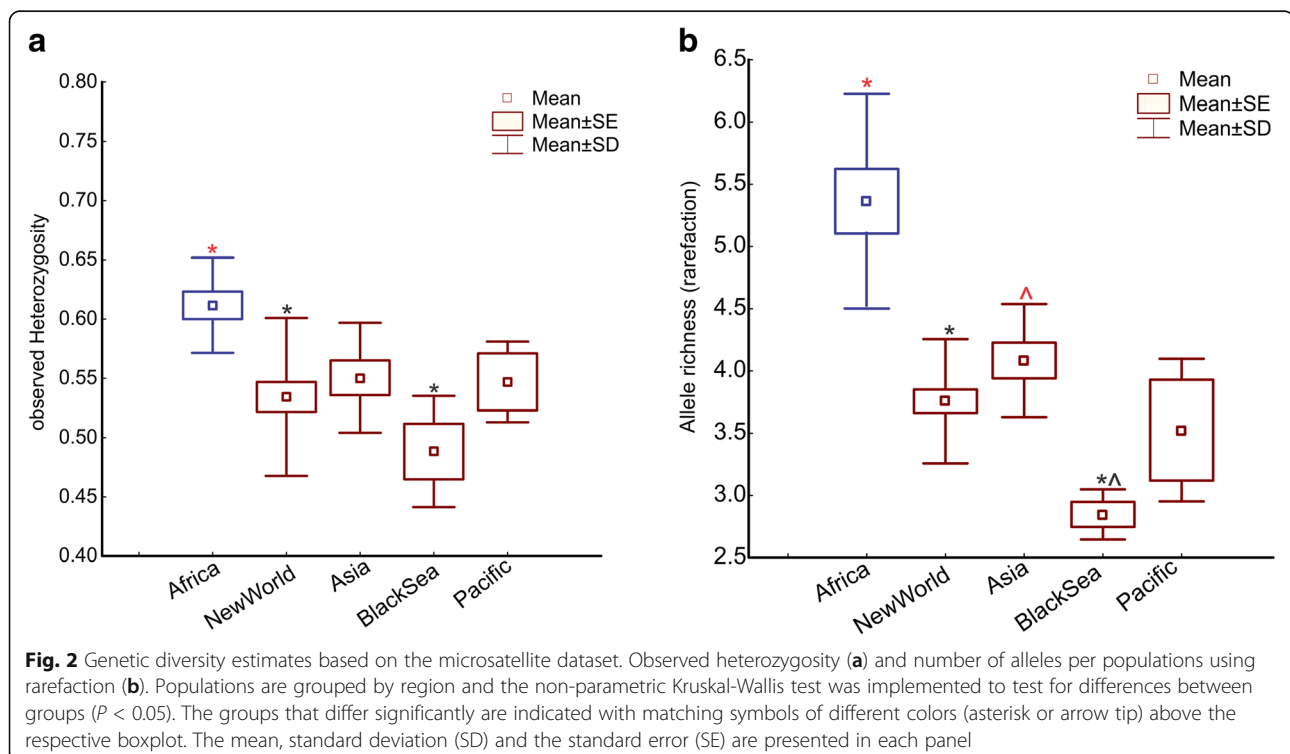 a
observed Heterozygosity
0.80
0.75
0.70
0.65
0.60
0.55
0.50
0.45
0.40
Mean
Mean±SE
Mean±SD
*
*
*
Africa
NewWorld
Asia
BlackSea
Pacific
b
Allele richness (rarefaction)
6.5
6.0
5.5
5.0
4.5
4.0
3.5
3.0
2.5
Mean
Mean±SE
Mean±SD
*
*
^
*^
Africa
NewWorld
Asia
BlackSea
Pacific
Fig. 2 Genetic diversity estimates based on the microsatellite dataset. Observed heterozygosity (a) and number of alleles per populations using
rarefaction (b). Populations are grouped by region and the non-parametric Kruskal-Wallis test was implemented to test for differences between
groups (P < 0.05). The groups that differ significantly are indicated with matching symbols of different colors (asterisk or arrow tip) above the
respective boxplot. The mean, standard deviation (SD) and the standard error (SE) are presented in each panel